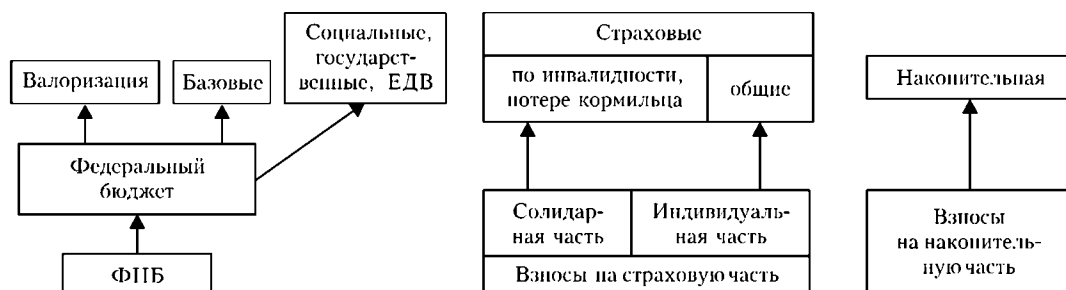 Социальные,
государст-
венные, ЕДВ
Валоризация
Базовые
Федеральный
бюджет
ФНБ
Страховые
по инвалидности,
потере кормильца
общие
Солидар-
ная часть
Индивидуаль-
ная часть
Взносы на страховую часть
Накопительная
Взносы
на накопитель-
ную часть